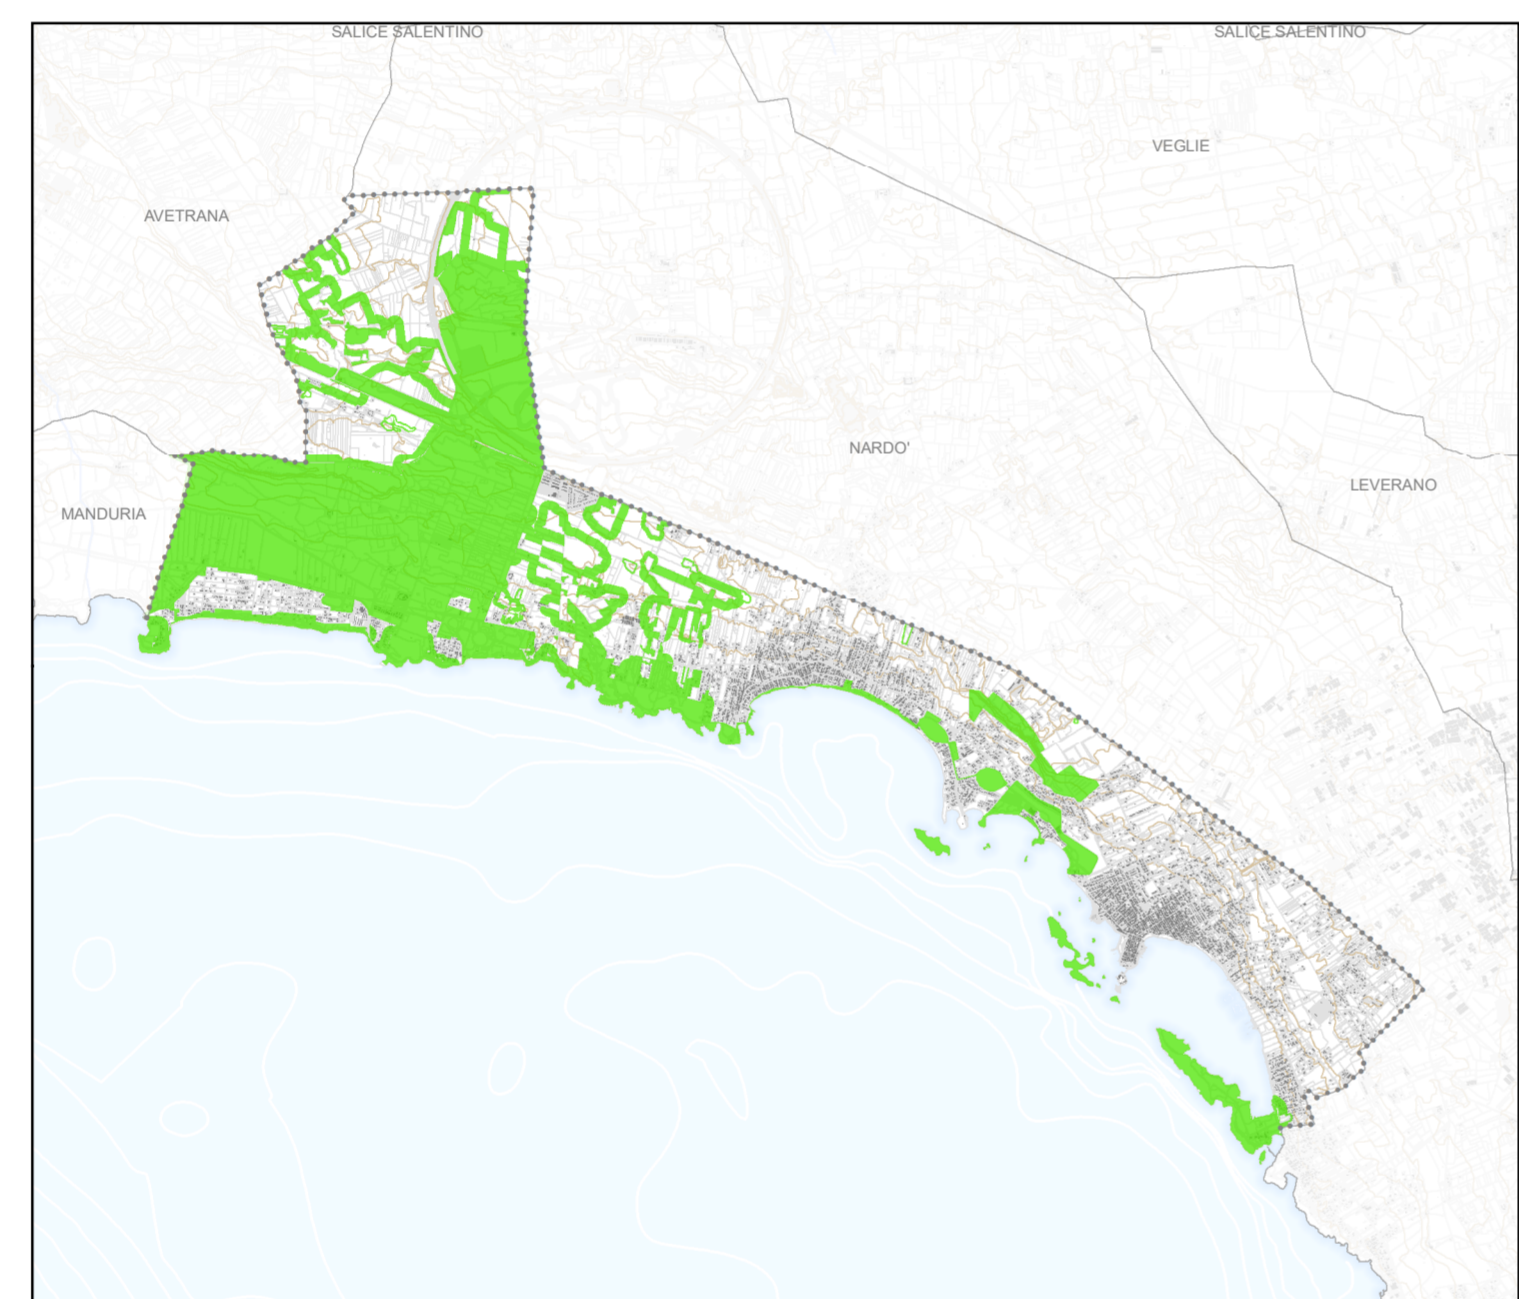 SALICE SALENTINO
SALICE SALENTINO
VEGLIE
AVETRANA
NARDO'
LEVERANO
MANDURIA